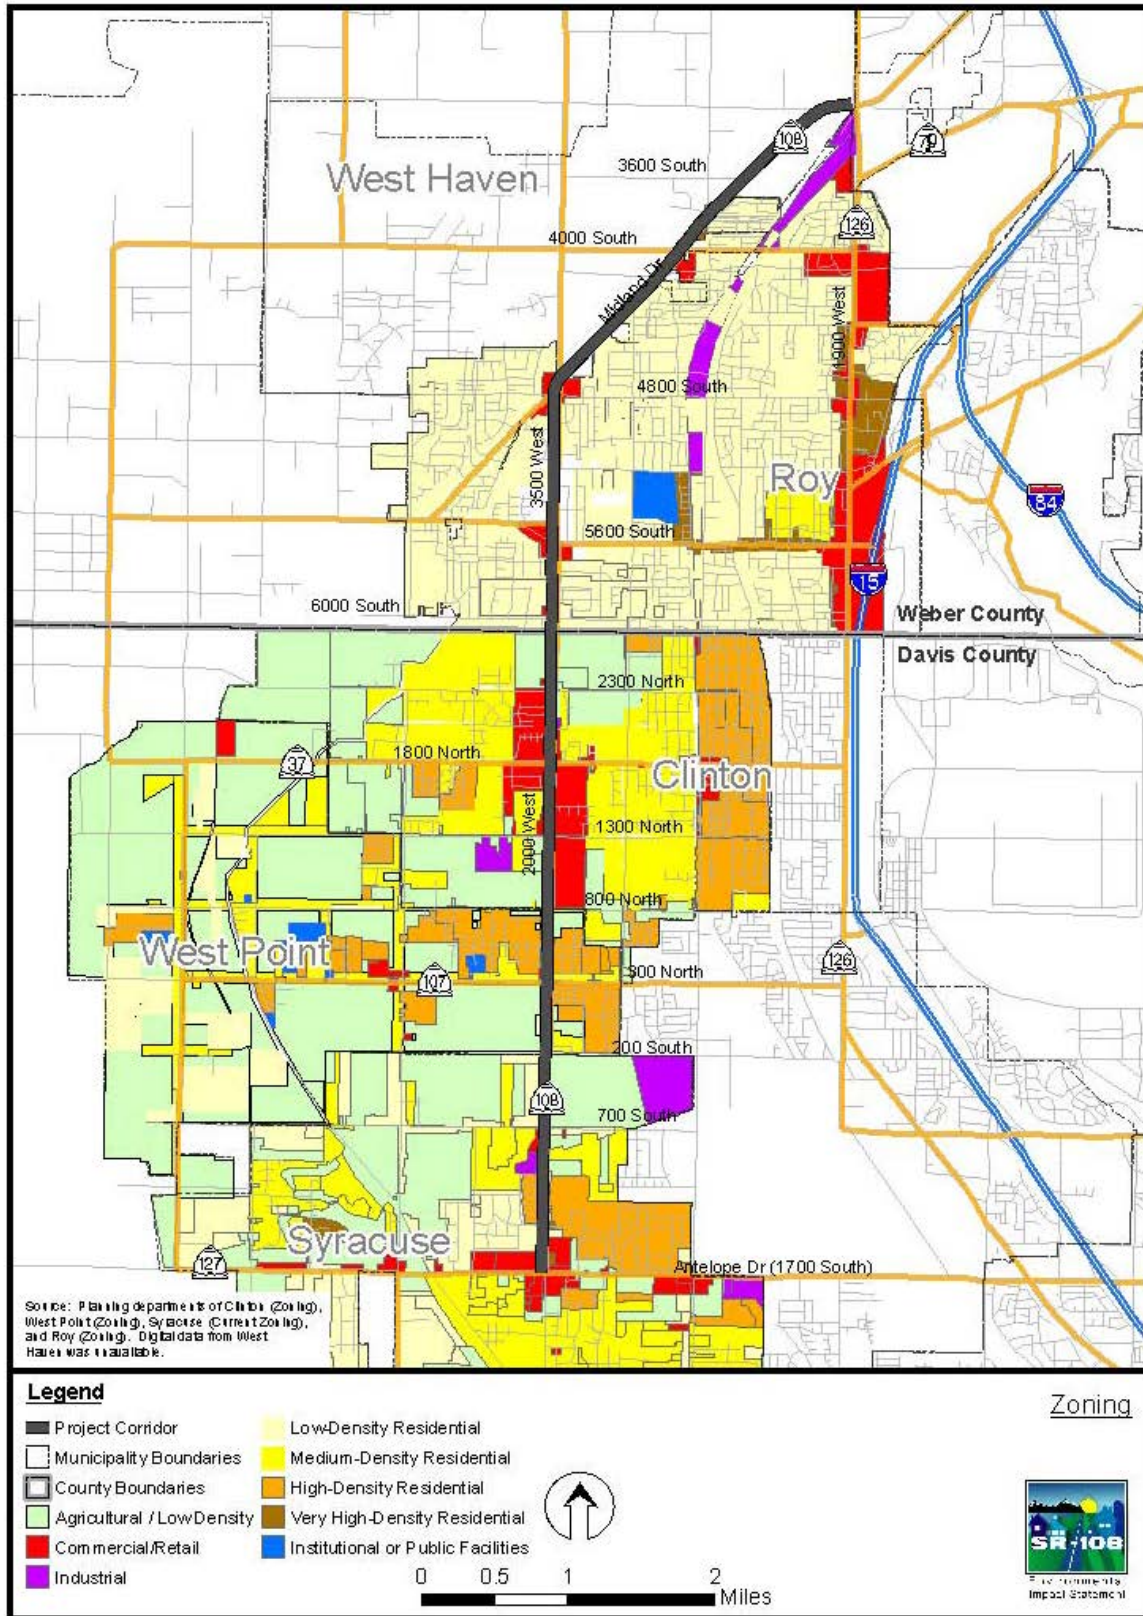 108
79
3600 South
West Haven
126
4000 South
Midland Dr
1900 West
4800 South
3500 West
Roy
84
5600 South
15
6000 South
Weber County
Davis County
2300 North
1800 North
37
Clinton
2000 West
1300 North
800 North
West Point
300 North
107
126
200 South
108
700 South
Syracuse
127
Antelope Dr (1700 South)
Source: Planning departments of Clinton (Zoning),
West Point (Zoning), Syracuse (Current Zoning),
and Roy (Zoning). Digital data from West
Haven was unavailable.
Legend
Zoning
Project Corridor
Municipality Boundaries
County Boundaries
Agricultural / Low Density
Commercial/Retail
Industrial
Low-Density Residential
Medium-Density Residential
High-Density Residential
Very High-Density Residential
Institutional or Public Facilities
0 0.5 1 2
Miles
SR-108
Environmental
Impact Statement